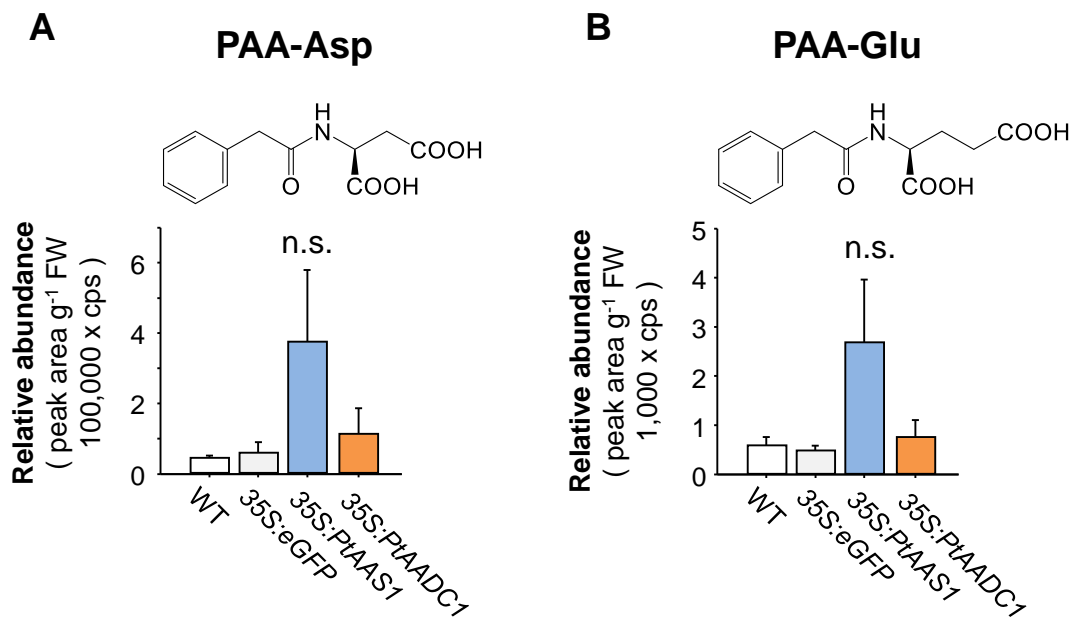 A
PAA-Asp
H
N
COOH
O
COOH
Relative abundance
( peak area g⁻¹ FW
100,000 x cps )
n.s.
6
4
2
0
WT
35S:eGFP
35S:PtAAS1
35S:PtAADC1
B
PAA-Glu
H
N
COOH
O
COOH
Relative abundance
( peak area g⁻¹ FW
1,000 x cps )
n.s.
5
4
3
2
1
0
WT
35S:eGFP
35S:PtAAS1
35S:PtAADC1